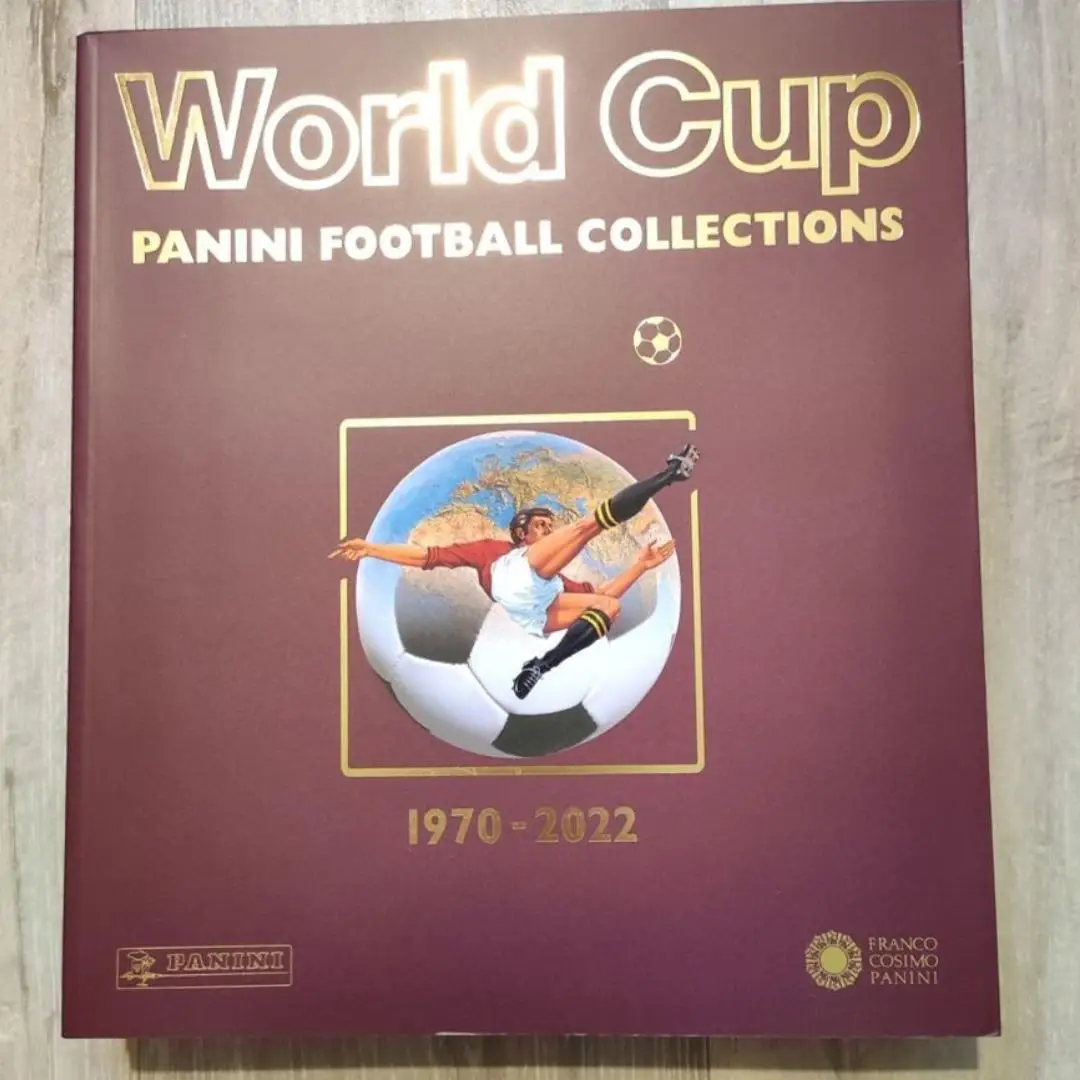 World Cup
PANINI FOOTBALL COLLECTIONS
1970-2022
PANINI
FRANCO
COSIMO
PANINI